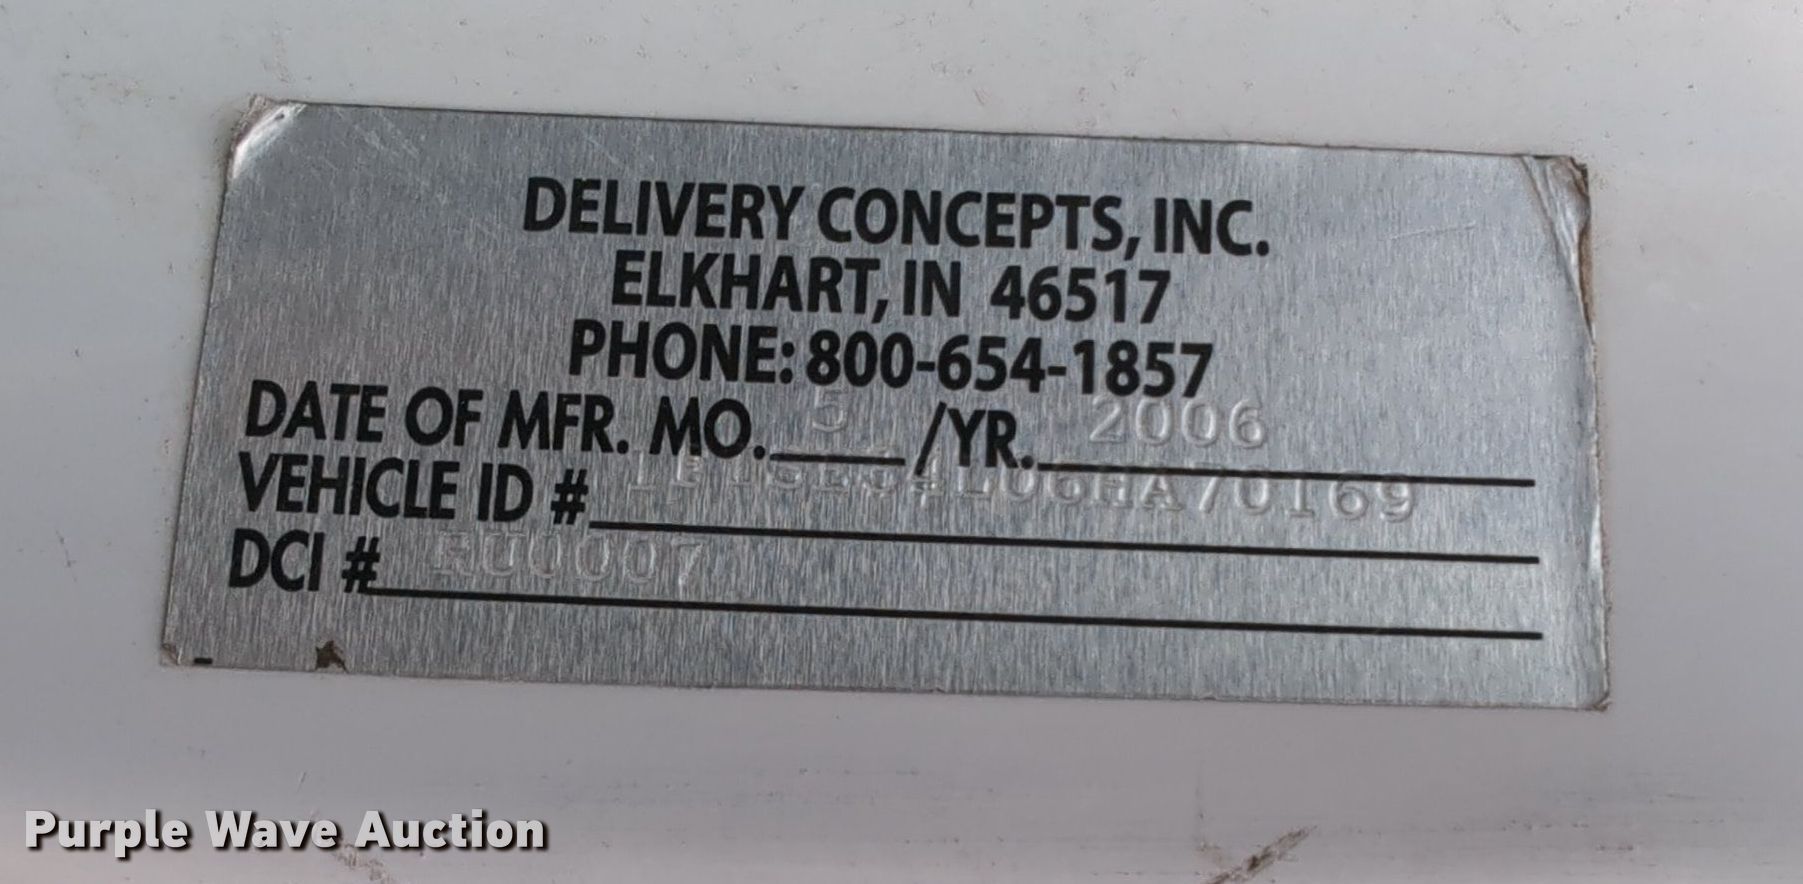 DELIVERY CONCEPTS, INC.
ELKHART, IN 46517
PHONE: 800-654-1857
DATE OF MFR. MO. 5 /YR. 2006
VEHICLE ID #
DCI #
Purple Wave Auction